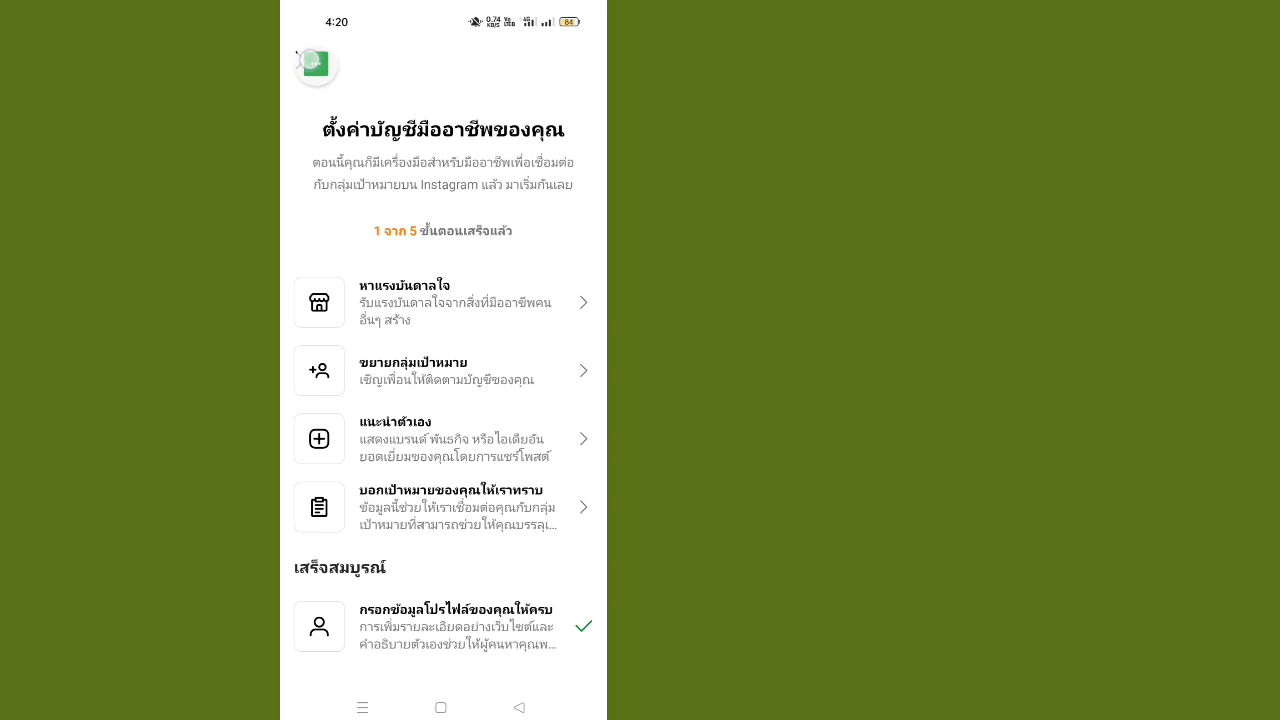 4:20
0.74 KB/S
Vo LTE
4G
84
ตั้งค่าบัญชีมืออาชีพของคุณ
ตอนนี้คุณก็มีเครื่องมือสำหรับมืออาชีพเพื่อเชื่อมต่อ
กับกลุ่มเป้าหมายบน Instagram แล้ว มาเริ่มกันเลย
1 จาก 5 ขั้นตอนเสร็จแล้ว
หาแรงบันดาลใจ
รับแรงบันดาลใจจากสิ่งที่มืออาชีพคน
อื่นๆ สร้าง
ขยายกลุ่มเป้าหมาย
เชิญเพื่อนให้ติดตามบัญชีของคุณ
แนะนำตัวเอง
แสดงแบรนด์ พันธกิจ หรือไอเดียอัน
ยอดเยี่ยมของคุณโดยการแชร์โพสต์
บอกเป้าหมายของคุณให้เราทราบ
ข้อมูลนี้ช่วยให้เราเชื่อมต่อคุณกับกลุ่ม
เป้าหมายที่สามารถช่วยให้คุณบรรลุเ...
เสร็จสมบูรณ์
กรอกข้อมูลโปรไฟล์ของคุณให้ครบ
การเพิ่มรายละเอียดอย่างเว็บไซต์และ
คำอธิบายตัวเองช่วยให้ผู้คนหาคุณพ...